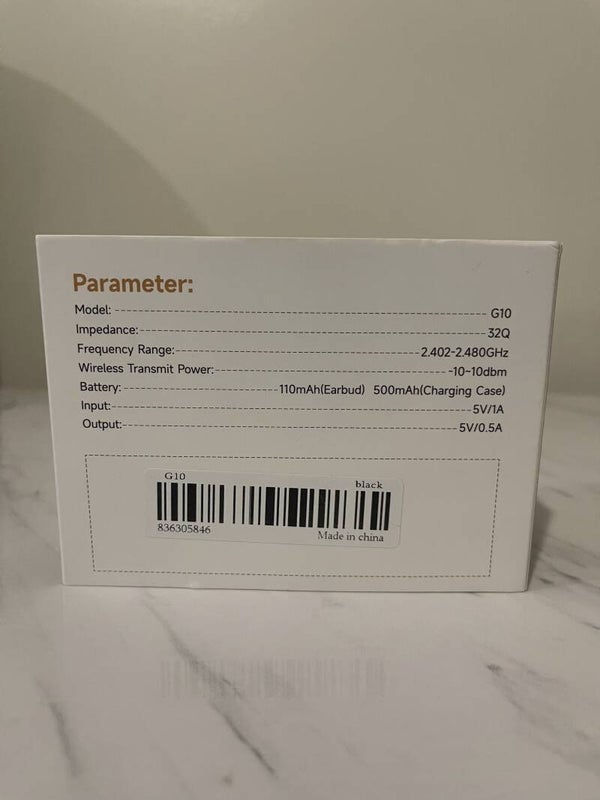 Parameter:
Model: G10
Impedance: 32Q
Frequency Range: 2.402-2.480GHz
Wireless Transmit Power: -10~10dbm
Battery: 110mAh(Earbud) 500mAh(Charging Case)
Input: 5V/1A
Output: 5V/0.5A
G10 black
836305846 Made in china